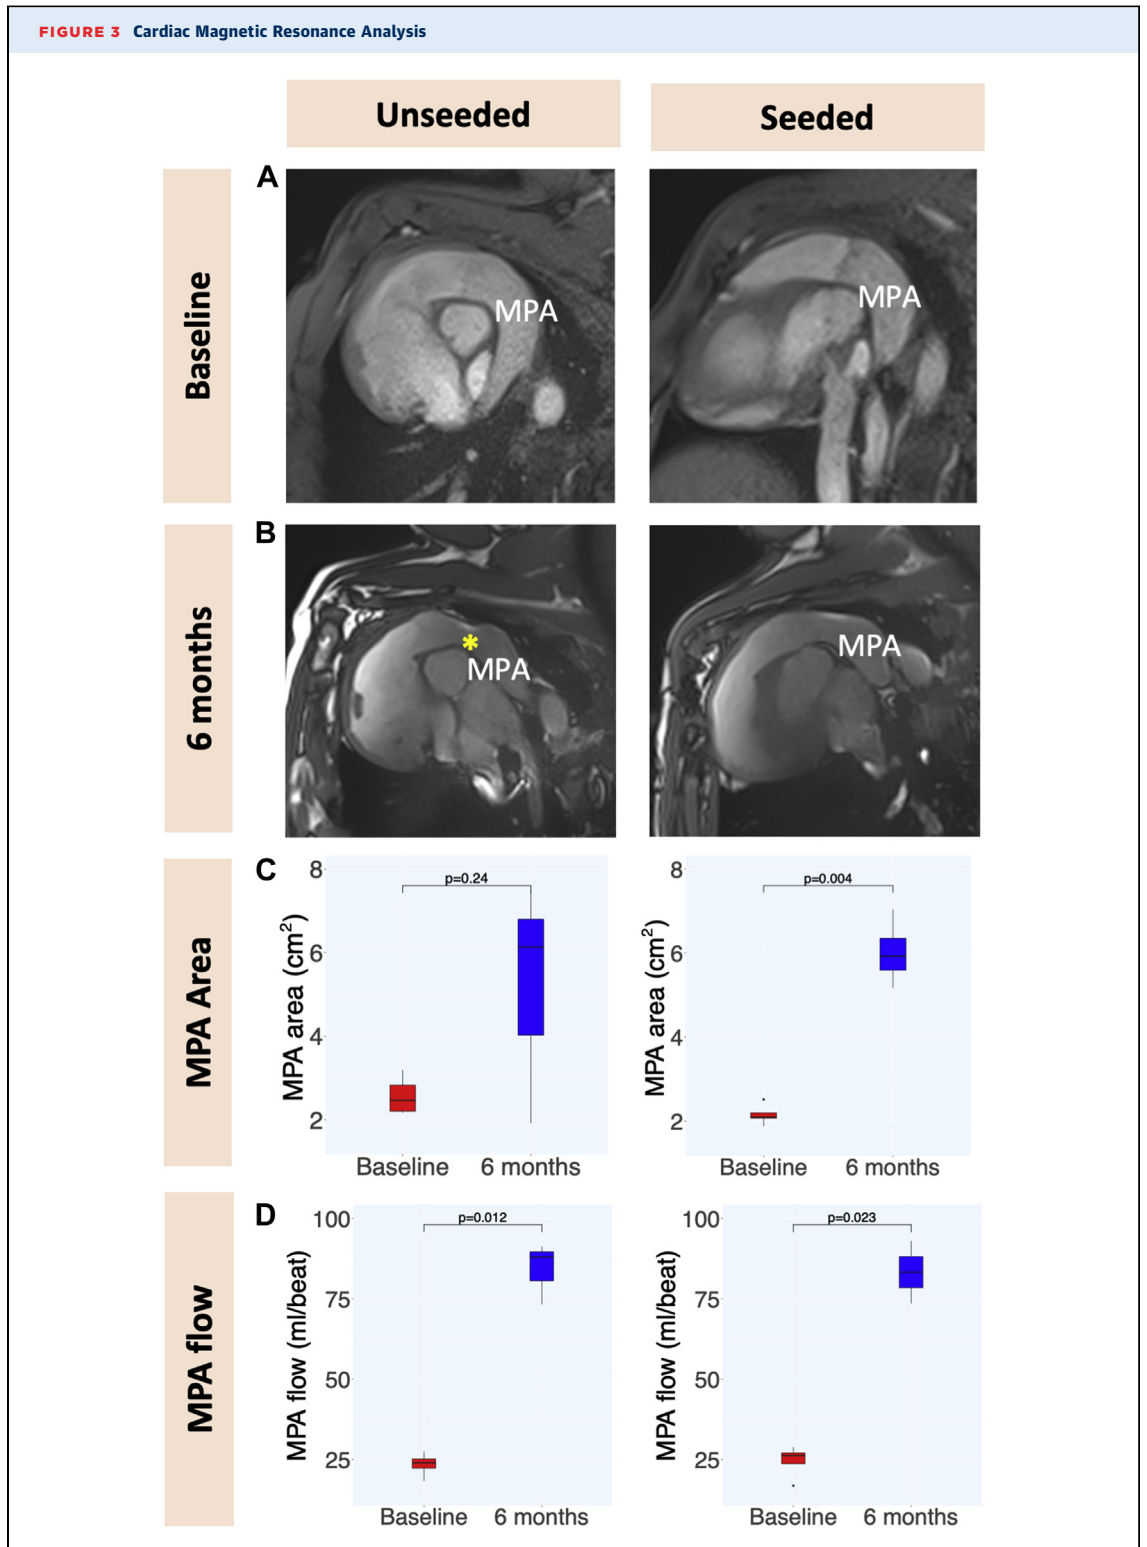 FIGURE 3 Cardiac Magnetic Resonance Analysis
Unseeded
Seeded
Baseline
A
MPA
MPA
6 months
B
*
MPA
MPA
MPA Area
C
MPA area (cm²)
8
6
4
2
p=0.24
Baseline 6 months
MPA area (cm²)
8
6
4
2
p=0.004
Baseline 6 months
MPA flow
D
MPA flow (ml/beat)
100
75
50
25
p=0.012
Baseline 6 months
MPA flow (ml/beat)
100
75
50
25
p=0.023
Baseline 6 months